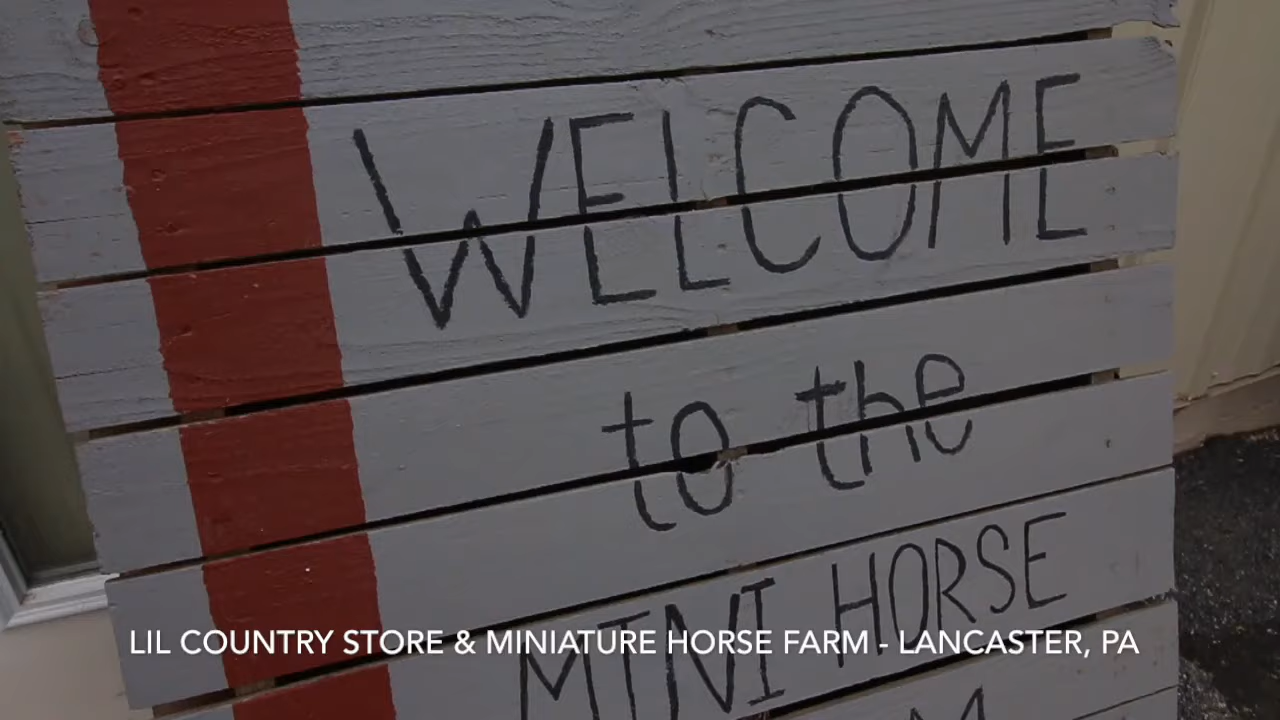 WELCOME
to the
MINI HORSE
LIL COUNTRY STORE & MINIATURE HORSE FARM - LANCASTER, PA